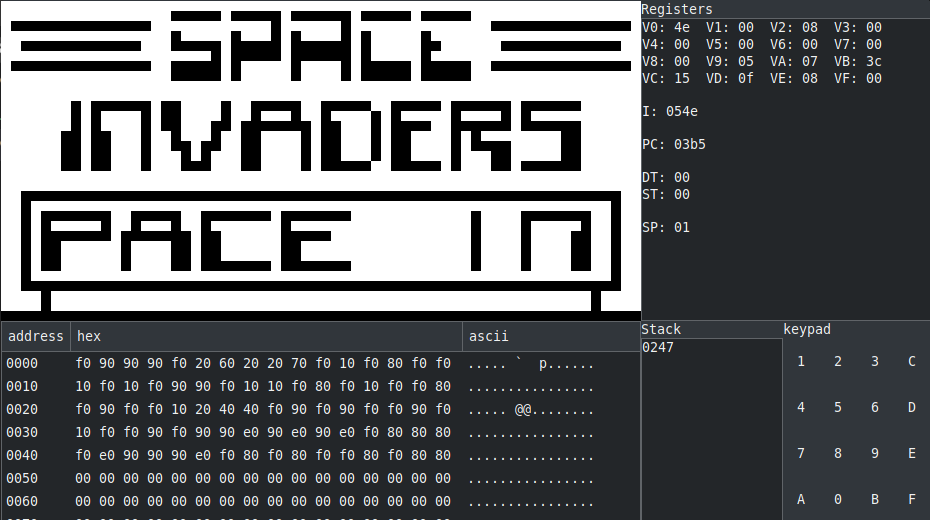 SPACE
INVADERS
PACE IN
Registers
V0: 4e V1: 00 V2: 08 V3: 00
V4: 00 V5: 00 V6: 00 V7: 00
V8: 00 V9: 05 VA: 07 VB: 3c
VC: 15 VD: 0f VE: 08 VF: 00
I: 054e
PC: 03b5
DT: 00
ST: 00
SP: 01
address hex ascii
0000 f0 90 90 90 f0 20 60 20 20 70 f0 10 f0 80 f0 f0 ..... `  p......
0010 10 f0 10 f0 90 90 f0 10 10 f0 80 f0 10 f0 f0 80 ................
0020 f0 90 f0 f0 10 20 40 40 f0 90 f0 90 f0 f0 90 f0 ..... @@........
0030 10 f0 f0 90 f0 90 90 e0 90 e0 90 e0 f0 80 80 80 ................
0040 f0 e0 90 90 90 e0 f0 80 f0 80 f0 f0 80 f0 80 80 ................
0050 00 00 00 00 00 00 00 00 00 00 00 00 00 00 00 00 ................
0060 00 00 00 00 00 00 00 00 00 00 00 00 00 00 00 00 ................
Stack
0247
keypad
1 2 3 C
4 5 6 D
7 8 9 E
A 0 B F